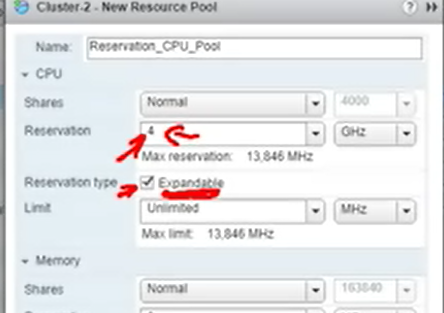 Cluster-2 - New Resource Pool ?
Name: Reservation_CPU_Pool
CPU
Shares Normal 4000
Reservation 4 GHz
Max reservation: 13,846 MHz
Reservation type Expandable
Limit Unlimited MHz
Max limit: 13,846 MHz
Memory
Shares Normal 163840